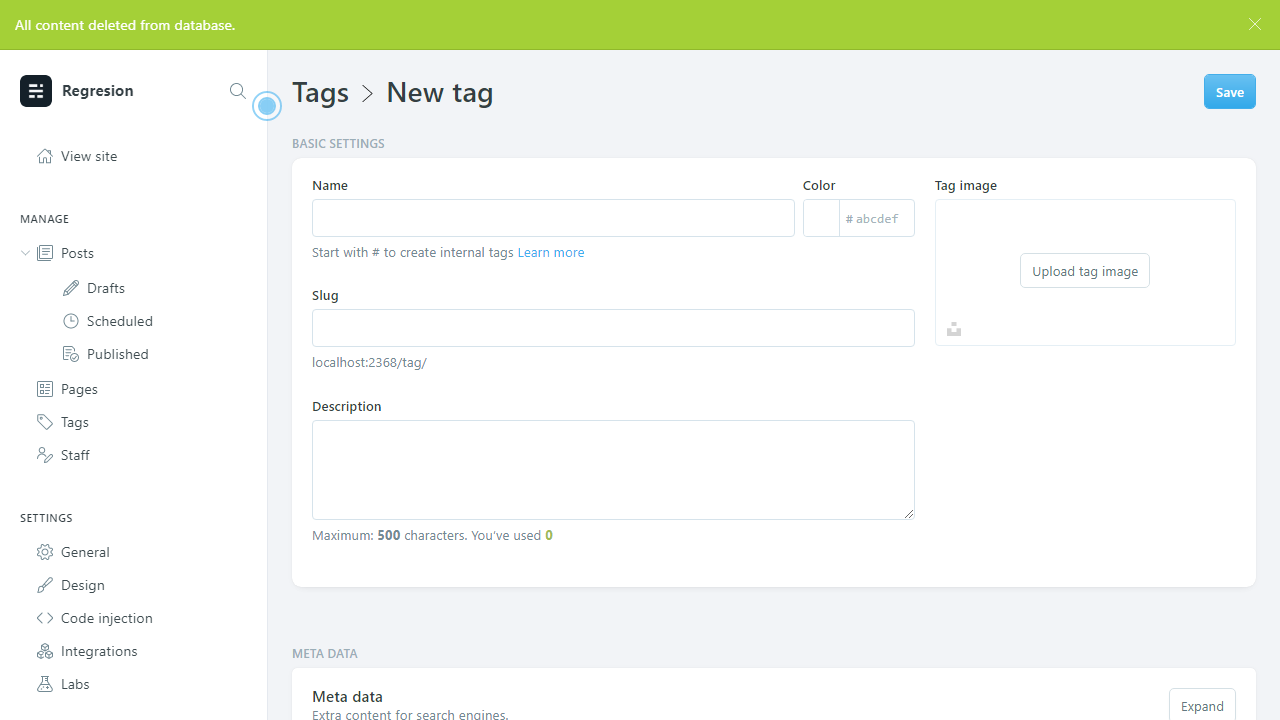 All content deleted from database.
Regresion
View site
MANAGE
Posts
Drafts
Scheduled
Published
Pages
Tags
Staff
SETTINGS
General
Design
Code injection
Integrations
Labs
Tags > New tag
Save
BASIC SETTINGS
Name
Color
# abcdef
Start with # to create internal tags Learn more
Slug
localhost:2368/tag/
Description
Maximum: 500 characters. You've used 0
Tag image
Upload tag image
META DATA
Meta data
Extra content for search engines.
Expand